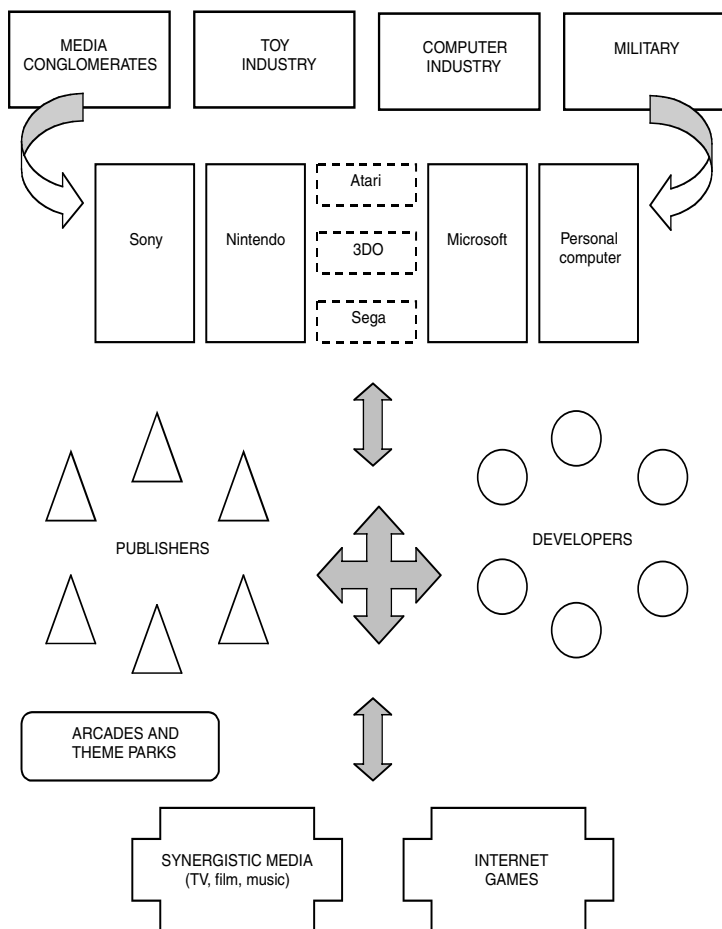 MEDIA
CONGLOMERATES
TOY
INDUSTRY
COMPUTER
INDUSTRY
MILITARY
Sony
Nintendo
Atari
3DO
Sega
Microsoft
Personal
computer
PUBLISHERS
DEVELOPERS
ARCADES AND
THEME PARKS
SYNERGISTIC MEDIA
(TV, film, music)
INTERNET
GAMES